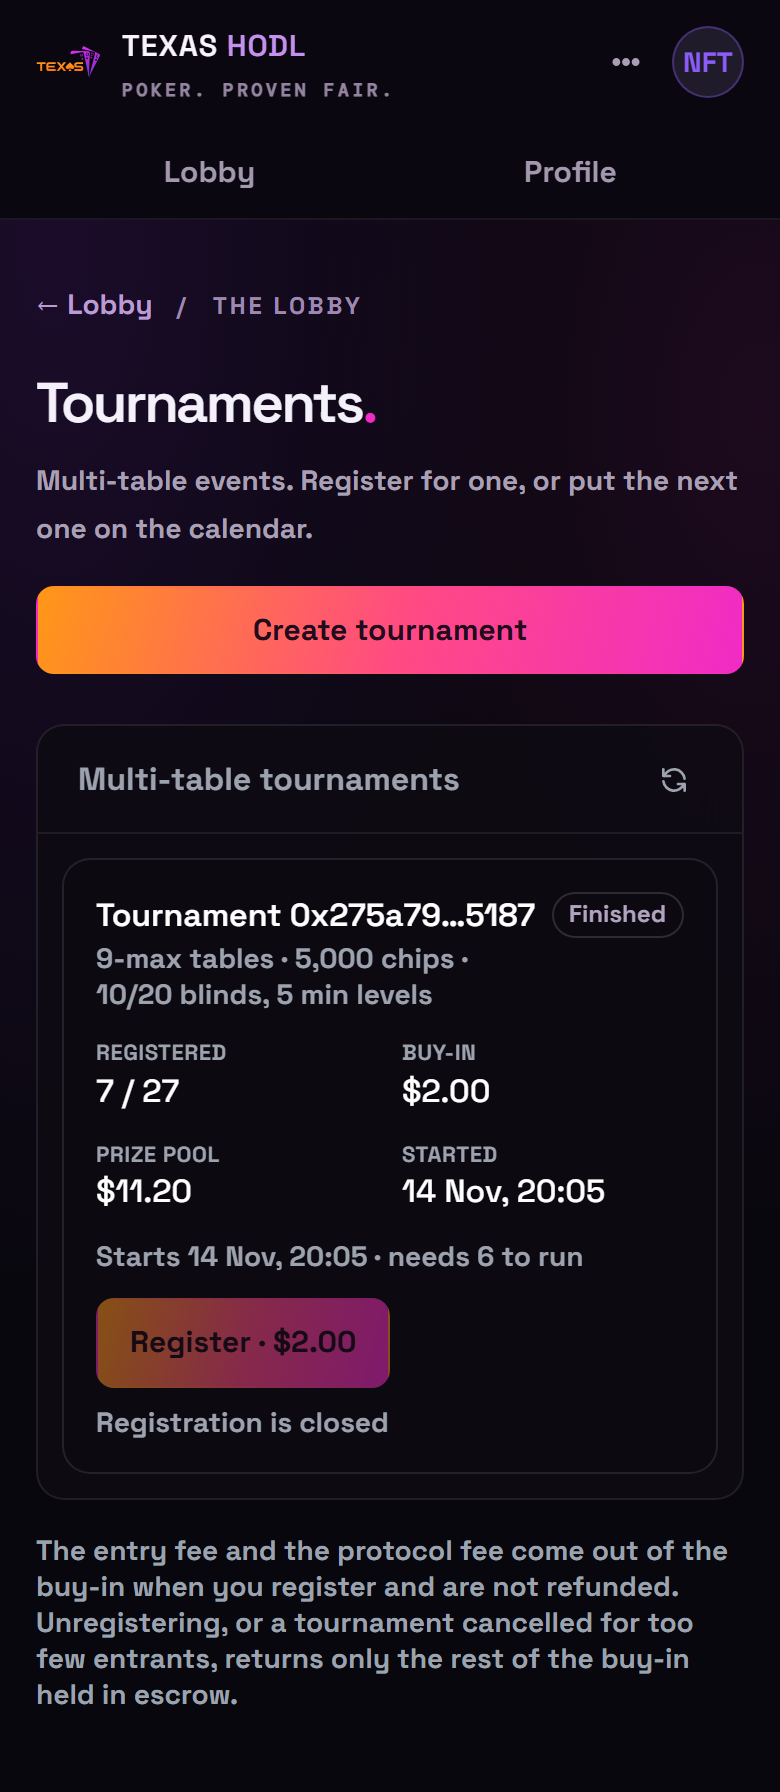 TEXAS
TEXAS HODL
POKER. PROVEN FAIR.
•••
NFT
Lobby
Profile
← Lobby / THE LOBBY
Tournaments.
Multi-table events. Register for one, or put the next
one on the calendar.
Create tournament
Multi-table tournaments
Tournament 0x275a79...5187
Finished
9-max tables · 5,000 chips ·
10/20 blinds, 5 min levels
REGISTERED
7 / 27
BUY-IN
$2.00
PRIZE POOL
$11.20
STARTED
14 Nov, 20:05
Starts 14 Nov, 20:05 · needs 6 to run
Register · $2.00
Registration is closed
The entry fee and the protocol fee come out of the
buy-in when you register and are not refunded.
Unregistering, or a tournament cancelled for too
few entrants, returns only the rest of the buy-in
held in escrow.